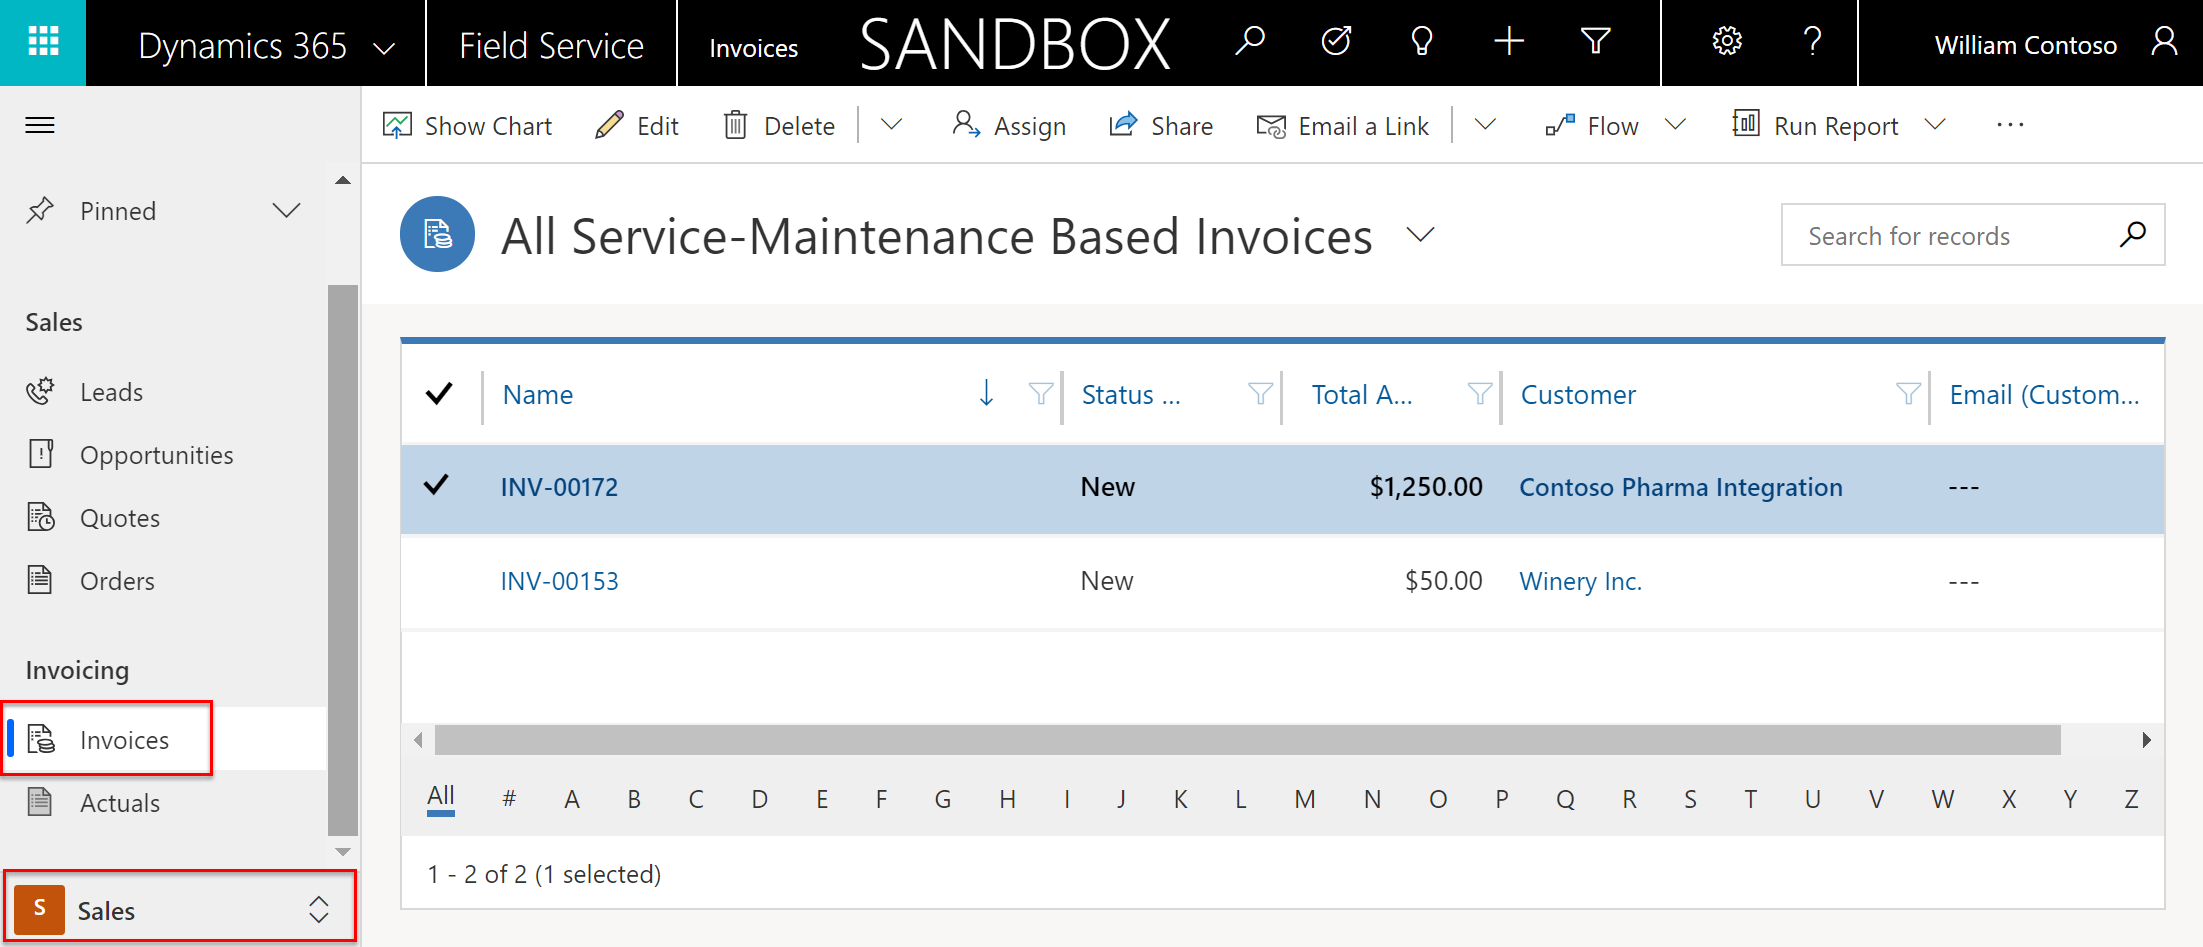 Dynamics 365 Field Service Invoices SANDBOX ? William Contoso
Show Chart Edit Delete Assign Share Email a Link Flow Run Report ...
Pinned
Sales
Leads
Opportunities
Quotes
Orders
Invoicing
Invoices
Actuals
S Sales
All Service-Maintenance Based Invoices
Search for records
Name Status ... Total A... Customer Email (Custom...
INV-00172 New $1,250.00 Contoso Pharma Integration ---
INV-00153 New $50.00 Winery Inc. ---
All # A B C D E F G H I J K L M N O P Q R S T U V W X Y Z
1 - 2 of 2 (1 selected)